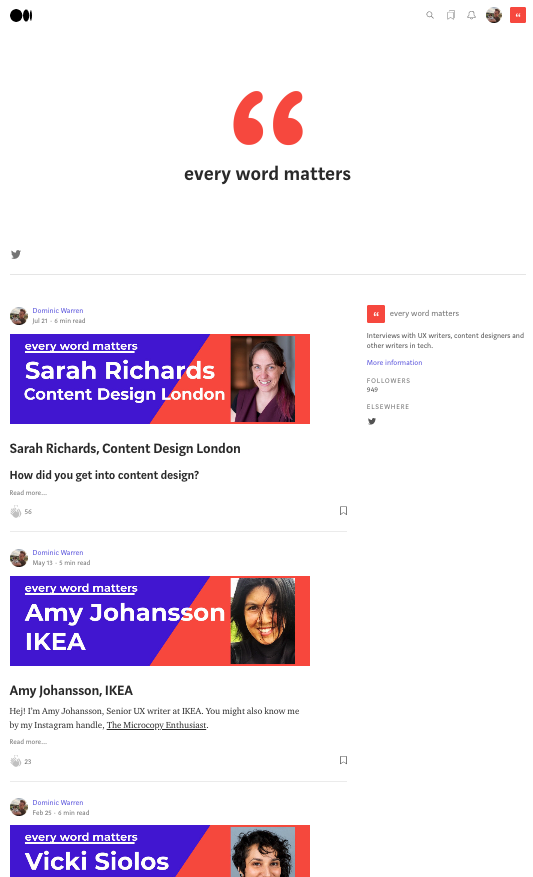 “
“
every word matters
Dominic Warren
Jul 21 · 6 min read
every word matters
Sarah Richards
Content Design London
Sarah Richards, Content Design London
How did you get into content design?
Read more…
56
Dominic Warren
May 13 · 5 min read
every word matters
Amy Johansson
IKEA
Amy Johansson, IKEA
Hej! I’m Amy Johansson, Senior UX writer at IKEA. You might also know me
by my Instagram handle, The Microcopy Enthusiast.
Read more…
23
Dominic Warren
Feb 25 · 6 min read
every word matters
Vicki Siolos
“
every word matters
Interviews with UX writers, content designers and
other writers in tech.
More information
FOLLOWERS
949
ELSEWHERE